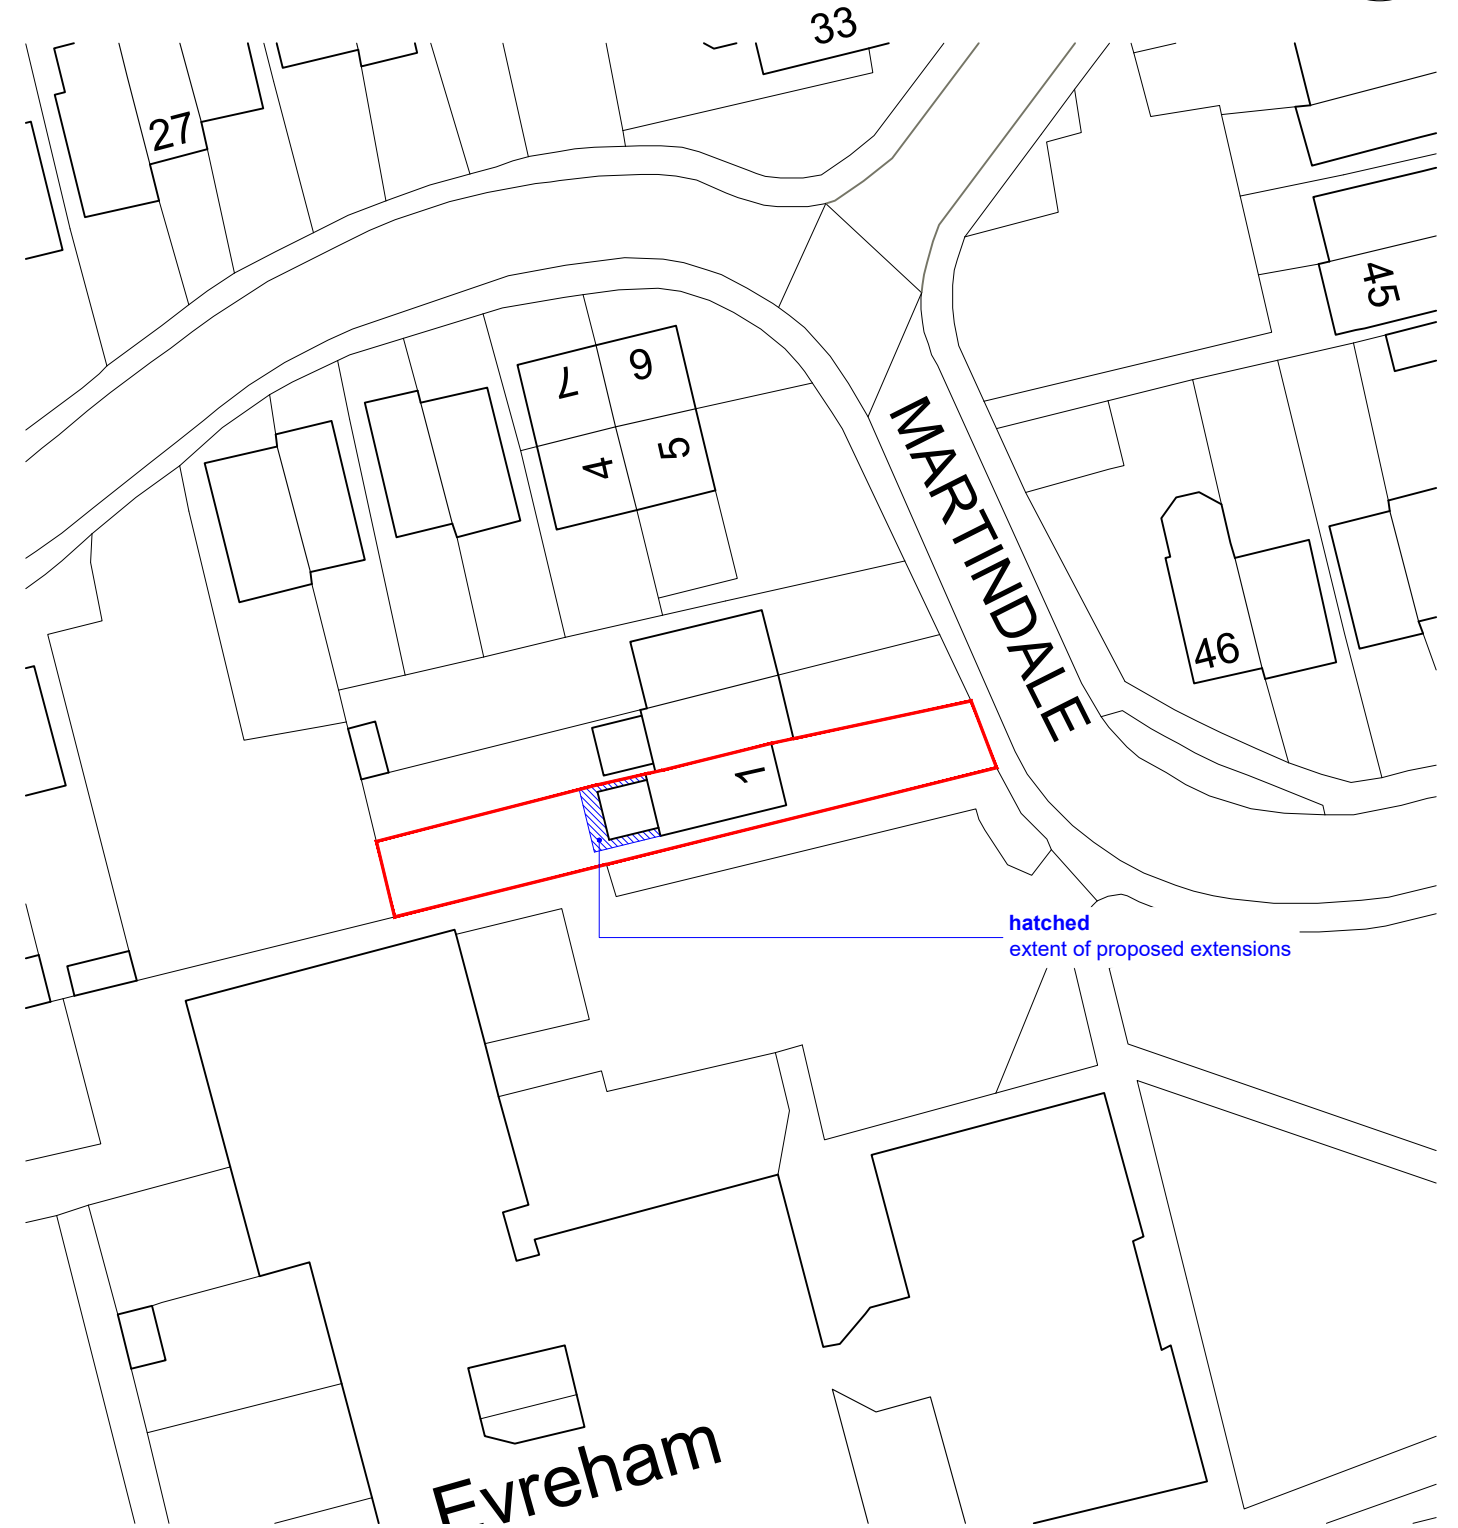 33
27
45
7
6
4
5
MARTINDALE
46
1
hatched
extent of proposed extensions
Evreham